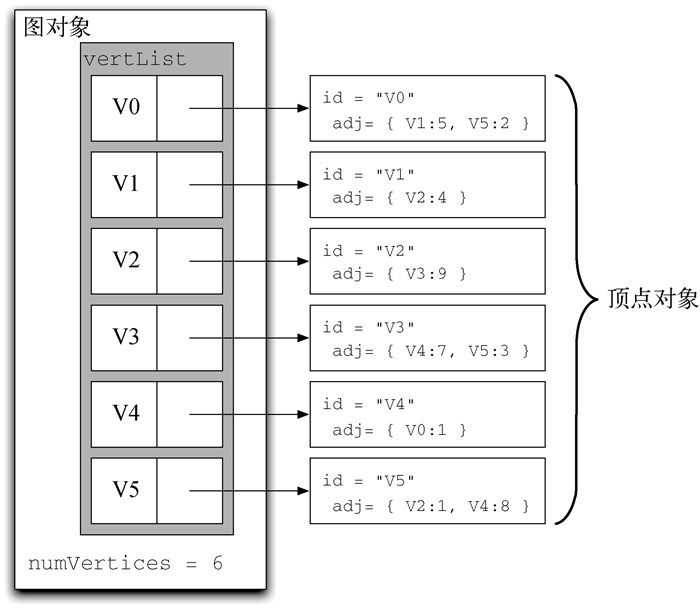 图对象
vertList
V0
id = "V0"
adj= { V1:5, V5:2 }
V1
id = "V1"
adj= { V2:4 }
V2
id = "V2"
adj= { V3:9 }
V3
id = "V3"
adj= { V4:7, V5:3 }
V4
id = "V4"
adj= { V0:1 }
V5
id = "V5"
adj= { V2:1, V4:8 }
顶点对象
numVertices = 6